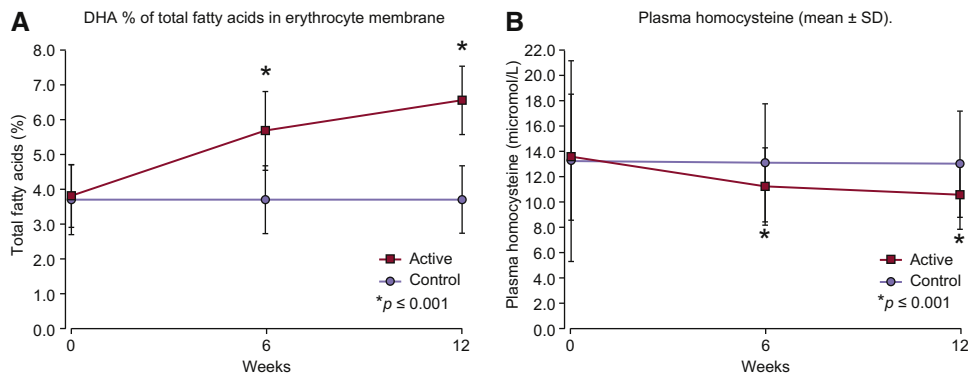 A
DHA % of total fatty acids in erythrocyte membrane
Total fatty acids (%)
8.0
7.0
6.0
5.0
4.0
3.0
2.0
1.0
0.0
*
*
Active
Control
*p ≤ 0.001
0
6
12
Weeks
B
Plasma homocysteine (mean ± SD).
Plasma homocysteine (micromol/L)
22.0
20.0
18.0
16.0
14.0
12.0
10.0
8.0
6.0
4.0
2.0
0.0
*
*
Active
Control
*p ≤ 0.001
0
6
12
Weeks